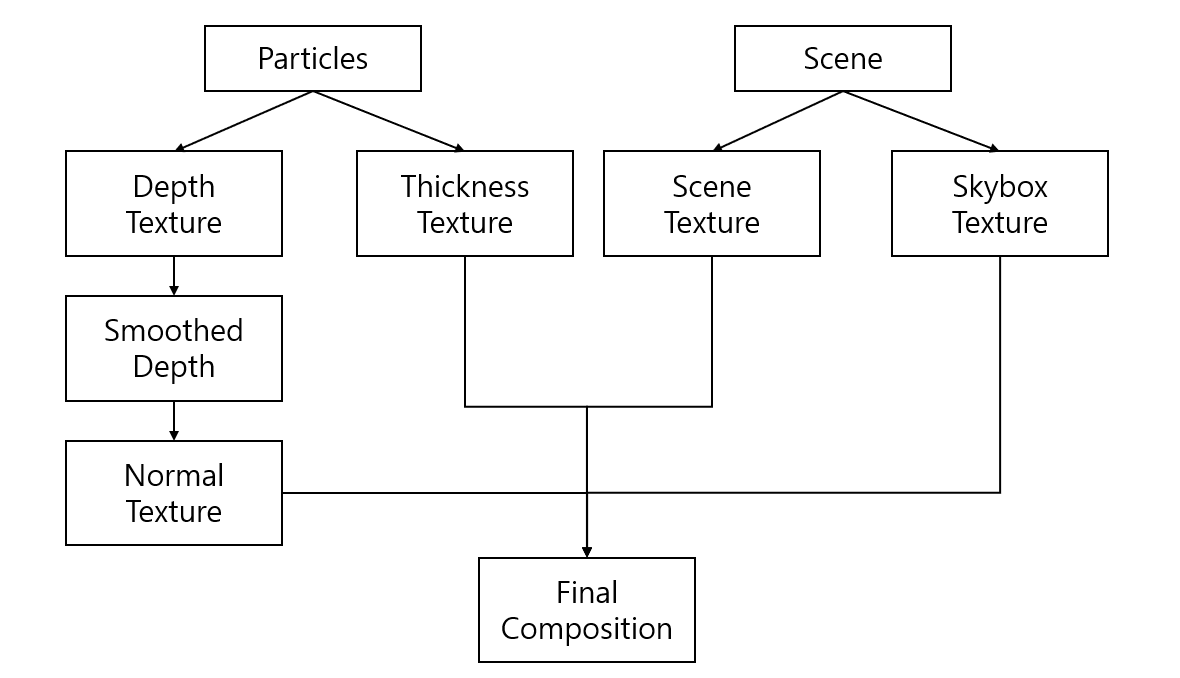 Particles
Scene
Depth
Texture
Thickness
Texture
Scene
Texture
Skybox
Texture
Smoothed
Depth
Normal
Texture
Final
Composition